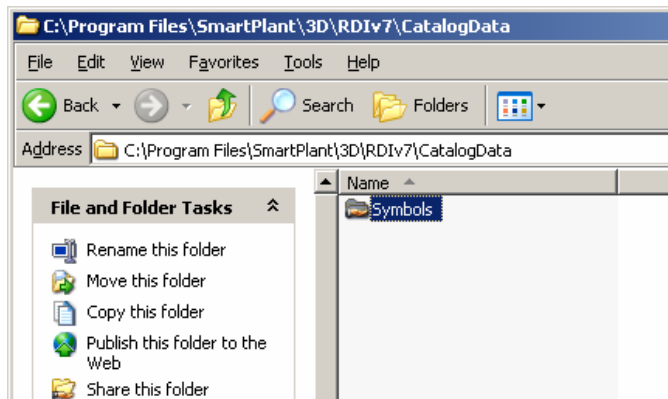 C:\Program Files\SmartPlant\3D\RDIv7\CatalogData
File Edit View Favorites Tools Help
Back Search Folders
Address C:\Program Files\SmartPlant\3D\RDIv7\CatalogData
Name
File and Folder Tasks
Symbols
Rename this folder
Move this folder
Copy this folder
Publish this folder to the
Web
Share this folder